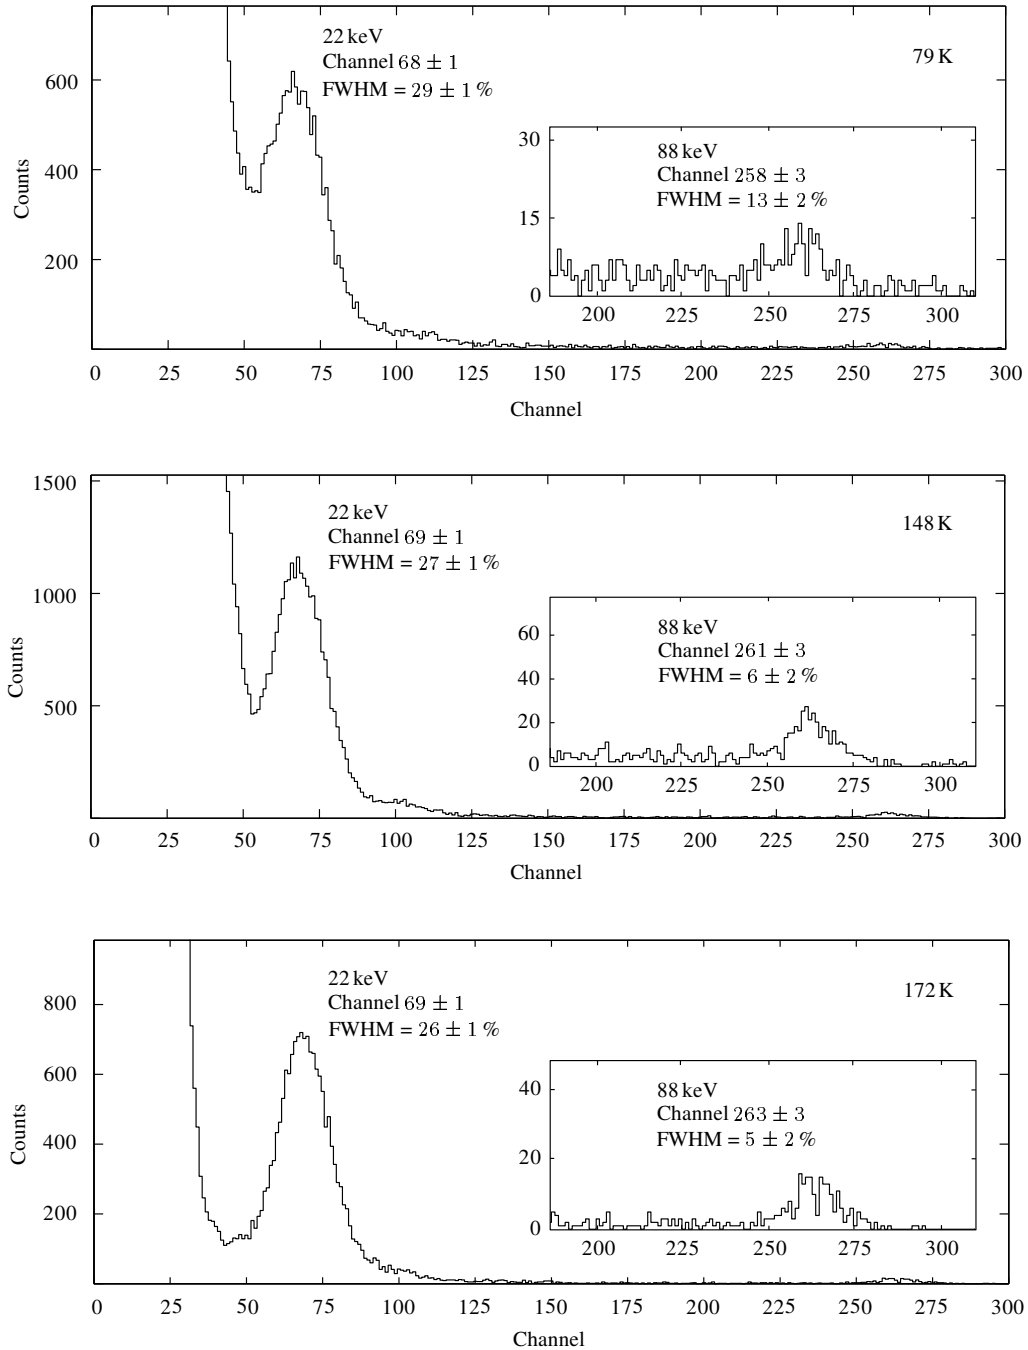 22 keV
Channel 68 ± 1
FWHM = 29 ± 1 %
79 K
600
400
200
Counts
30
15
0
88 keV
Channel 258 ± 3
FWHM = 13 ± 2 %
200 225 250 275 300
0 25 50 75 100 125 150 175 200 225 250 275 300
Channel
1500
1000
500
Counts
22 keV
Channel 69 ± 1
FWHM = 27 ± 1 %
148 K
60
40
20
0
88 keV
Channel 261 ± 3
FWHM = 6 ± 2 %
200 225 250 275 300
0 25 50 75 100 125 150 175 200 225 250 275 300
Channel
800
600
400
200
Counts
22 keV
Channel 69 ± 1
FWHM = 26 ± 1 %
172 K
40
20
0
88 keV
Channel 263 ± 3
FWHM = 5 ± 2 %
200 225 250 275 300
0 25 50 75 100 125 150 175 200 225 250 275 300
Channel